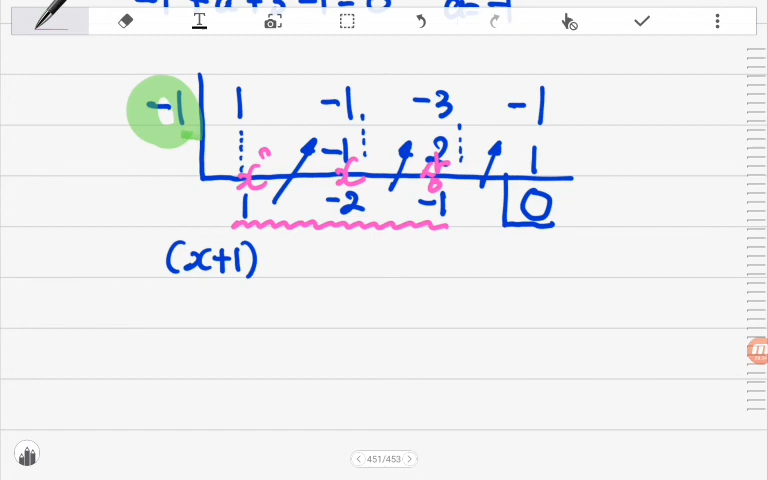 -1 1 -1 -3 -1
-1 2 1
1 -2 -1 0
(x+1)
451/453